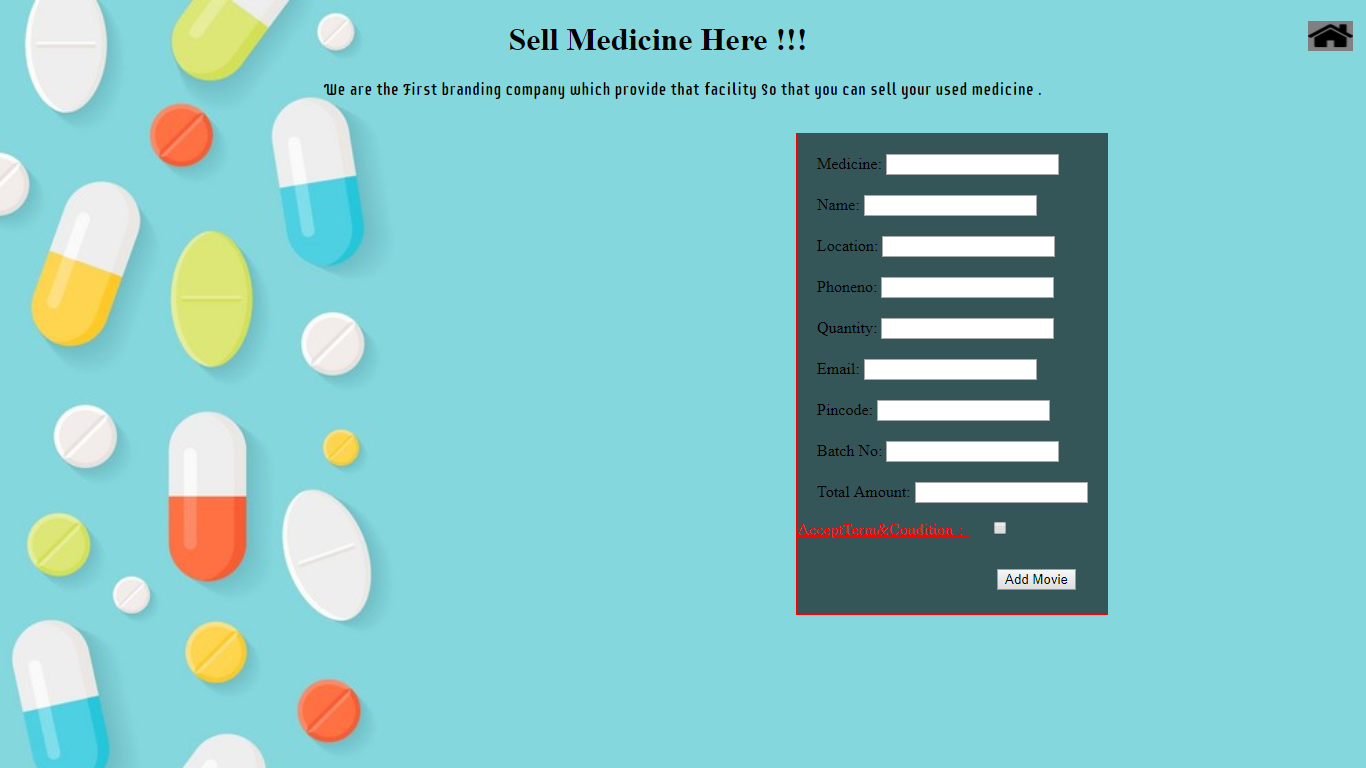 Sell Medicine Here !!!
We are the First branding company which provide that facility So that you can sell your used medicine .
Medicine:
Name:
Location:
Phoneno:
Quantity:
Email:
Pincode:
Batch No:
Total Amount:
AcceptTerm&Condition :
Add Movie